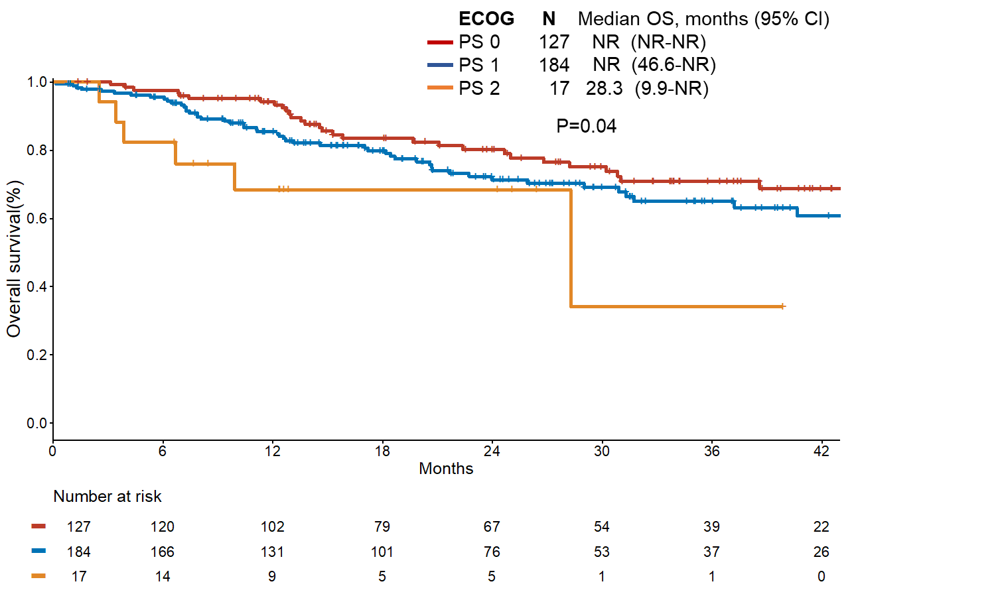 ECOG N Median OS, months (95% CI)
PS 0 127 NR (NR-NR)
PS 1 184 NR (46.6-NR)
PS 2 17 28.3 (9.9-NR)
P=0.04
Overall survival(%)
1.0
0.8
0.6
0.4
0.2
0.0
0 6 12 18 24 30 36 42
Months
Number at risk
127 120 102 79 67 54 39 22
184 166 131 101 76 53 37 26
17 14 9 5 5 1 1 0